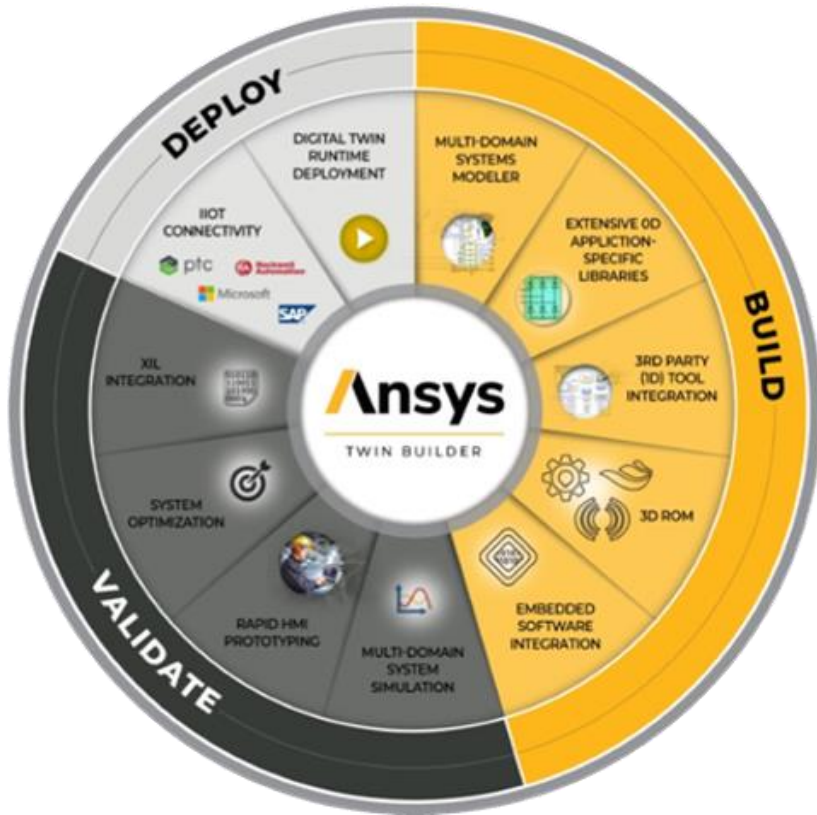 DEPLOY
DIGITAL TWIN
RUNTIME
DEPLOYMENT
IIOT
CONNECTIVITY
ptc
Rockwell
Automation
Microsoft
SAP
BUILD
MULTI-DOMAIN
SYSTEMS
MODELER
EXTENSIVE 0D
APPLICTION-
SPECIFIC
LIBRARIES
3RD PARTY
(1D) TOOL
INTEGRATION
3D ROM
EMBEDDED
SOFTWARE
INTEGRATION
VALIDATE
MULTI-DOMAIN
SYSTEM
SIMULATION
RAPID HMI
PROTOTYPING
SYSTEM
OPTIMIZATION
XIL
INTEGRATION
Ansys
TWIN BUILDER